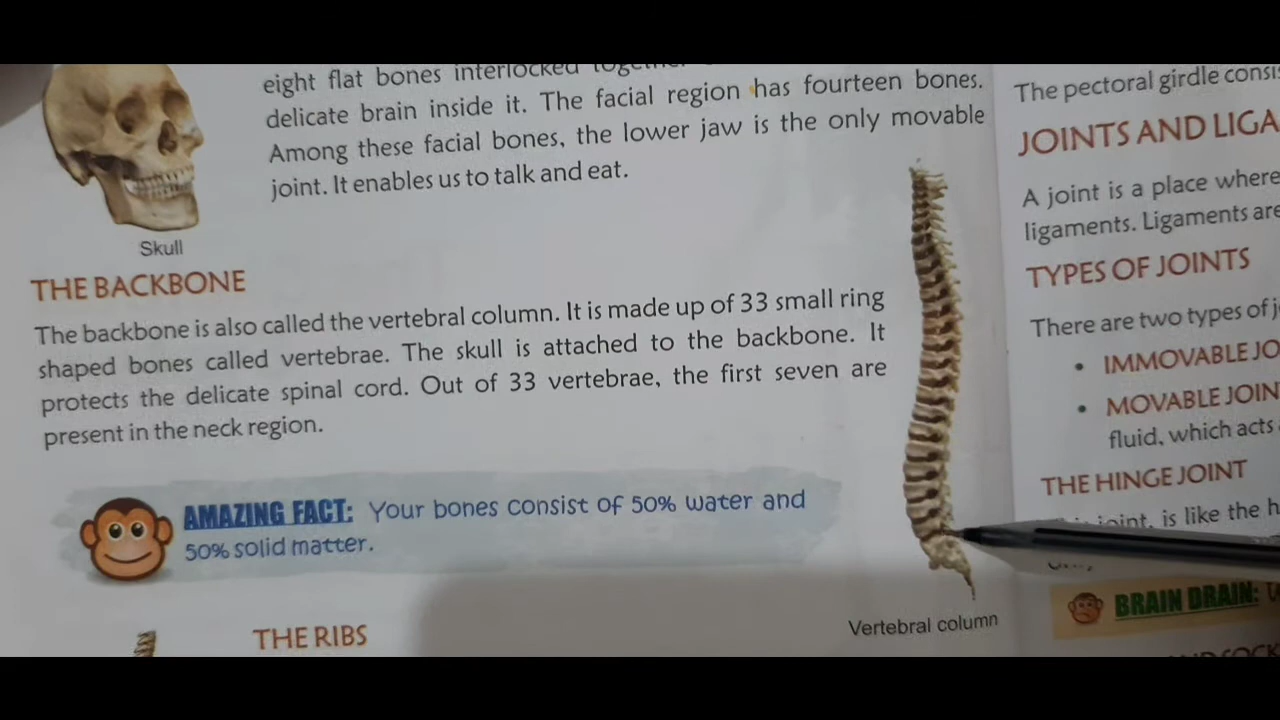 eight flat bones interlocked together
delicate brain inside it. The facial region has fourteen bones.
Among these facial bones, the lower jaw is the only movable
joint. It enables us to talk and eat.
Skull
THE BACKBONE
The backbone is also called the vertebral column. It is made up of 33 small ring
shaped bones called vertebrae. The skull is attached to the backbone. It
protects the delicate spinal cord. Out of 33 vertebrae, the first seven are
present in the neck region.
AMAZING FACT: Your bones consist of 50% water and
50% solid matter.
THE RIBS
Vertebral column
The pectoral girdle consi
JOINTS AND LIGA
A joint is a place where
ligaments. Ligaments are
TYPES OF JOINTS
There are two types of j
• IMMOVABLE JO
• MOVABLE JOIN
fluid, which acts
THE HINGE JOINT
joint, is like the h
BRAIN DRAIN: